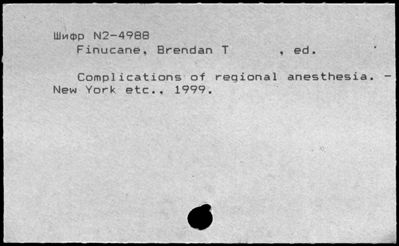 Шифр N2-4988
Finucane, Brendan T , ed.
Complications of regional anesthesia. -
New York etc., 1999.